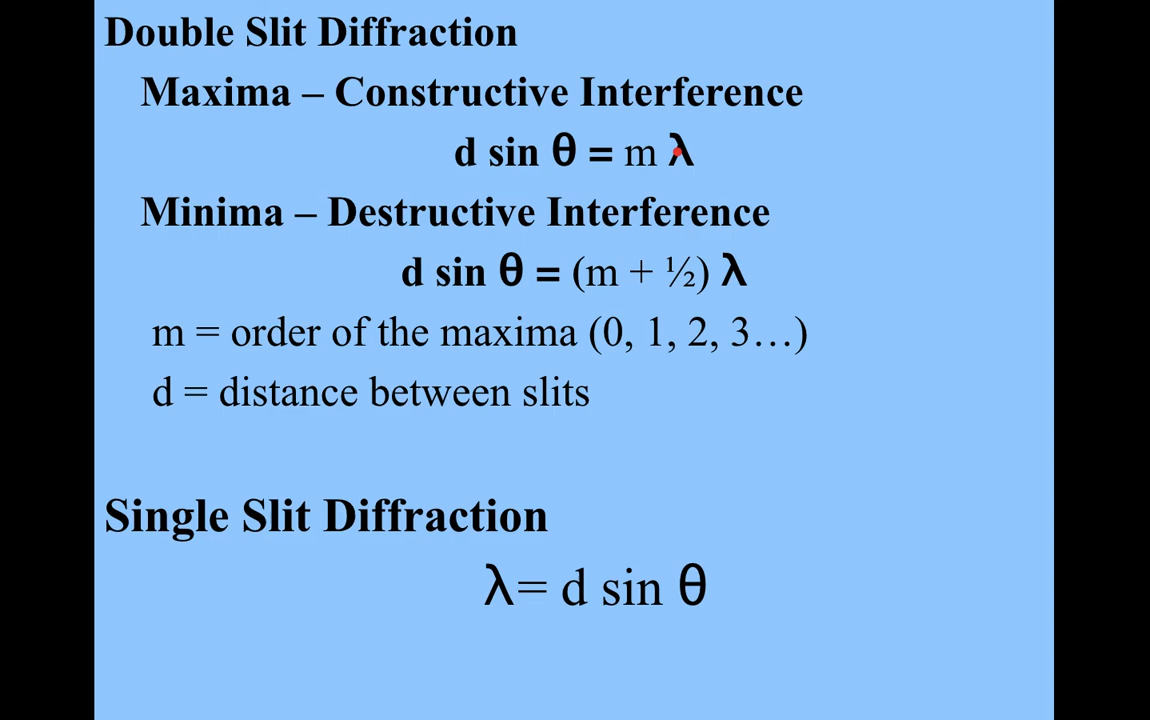 Double Slit Diffraction
Maxima – Constructive Interference
d sin θ = m λ
Minima – Destructive Interference
d sin θ = (m + ½) λ
m = order of the maxima (0, 1, 2, 3…)
d = distance between slits
Single Slit Diffraction
λ= d sin θ